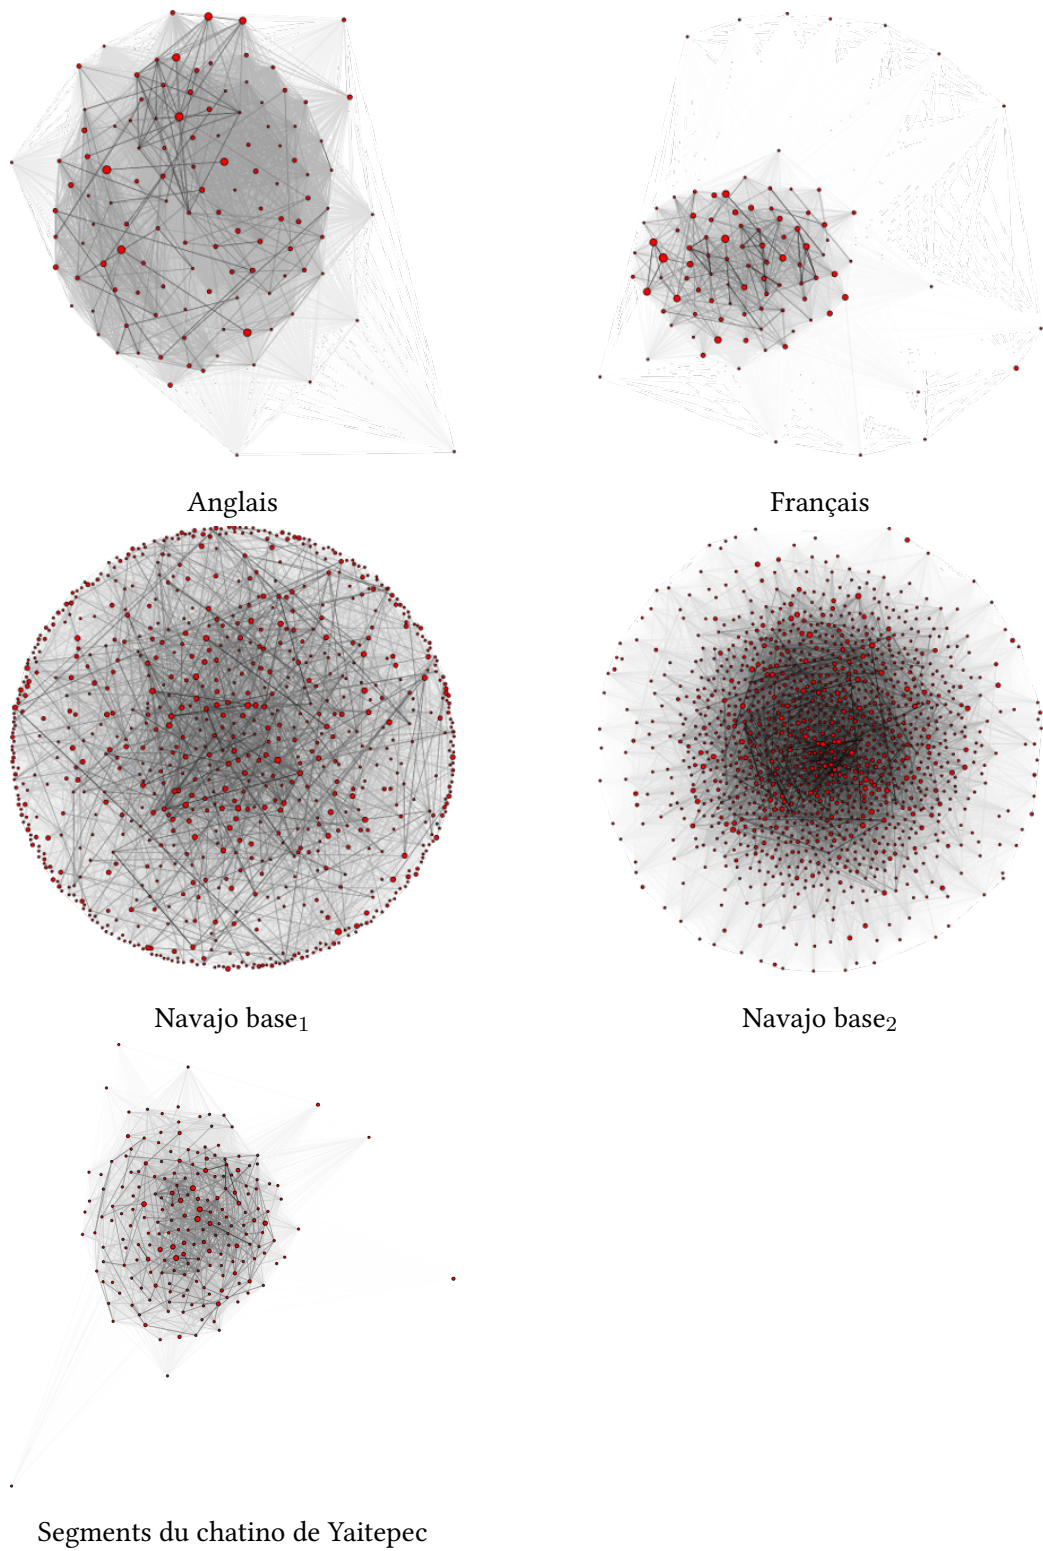 Anglais
Français
Navajo base₁
Navajo base₂
Segments du chatino de Yaitepec